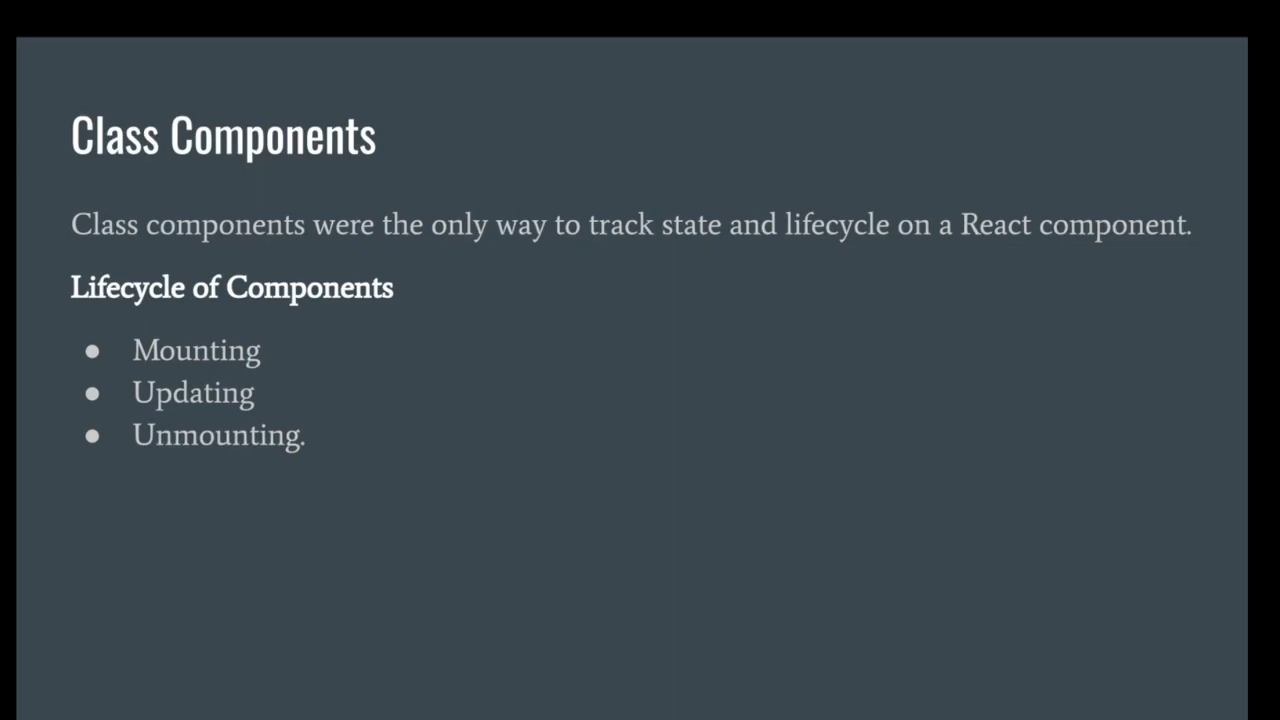 Class Components
Class components were the only way to track state and lifecycle on a React component.
Lifecycle of Components
● Mounting
● Updating
● Unmounting.